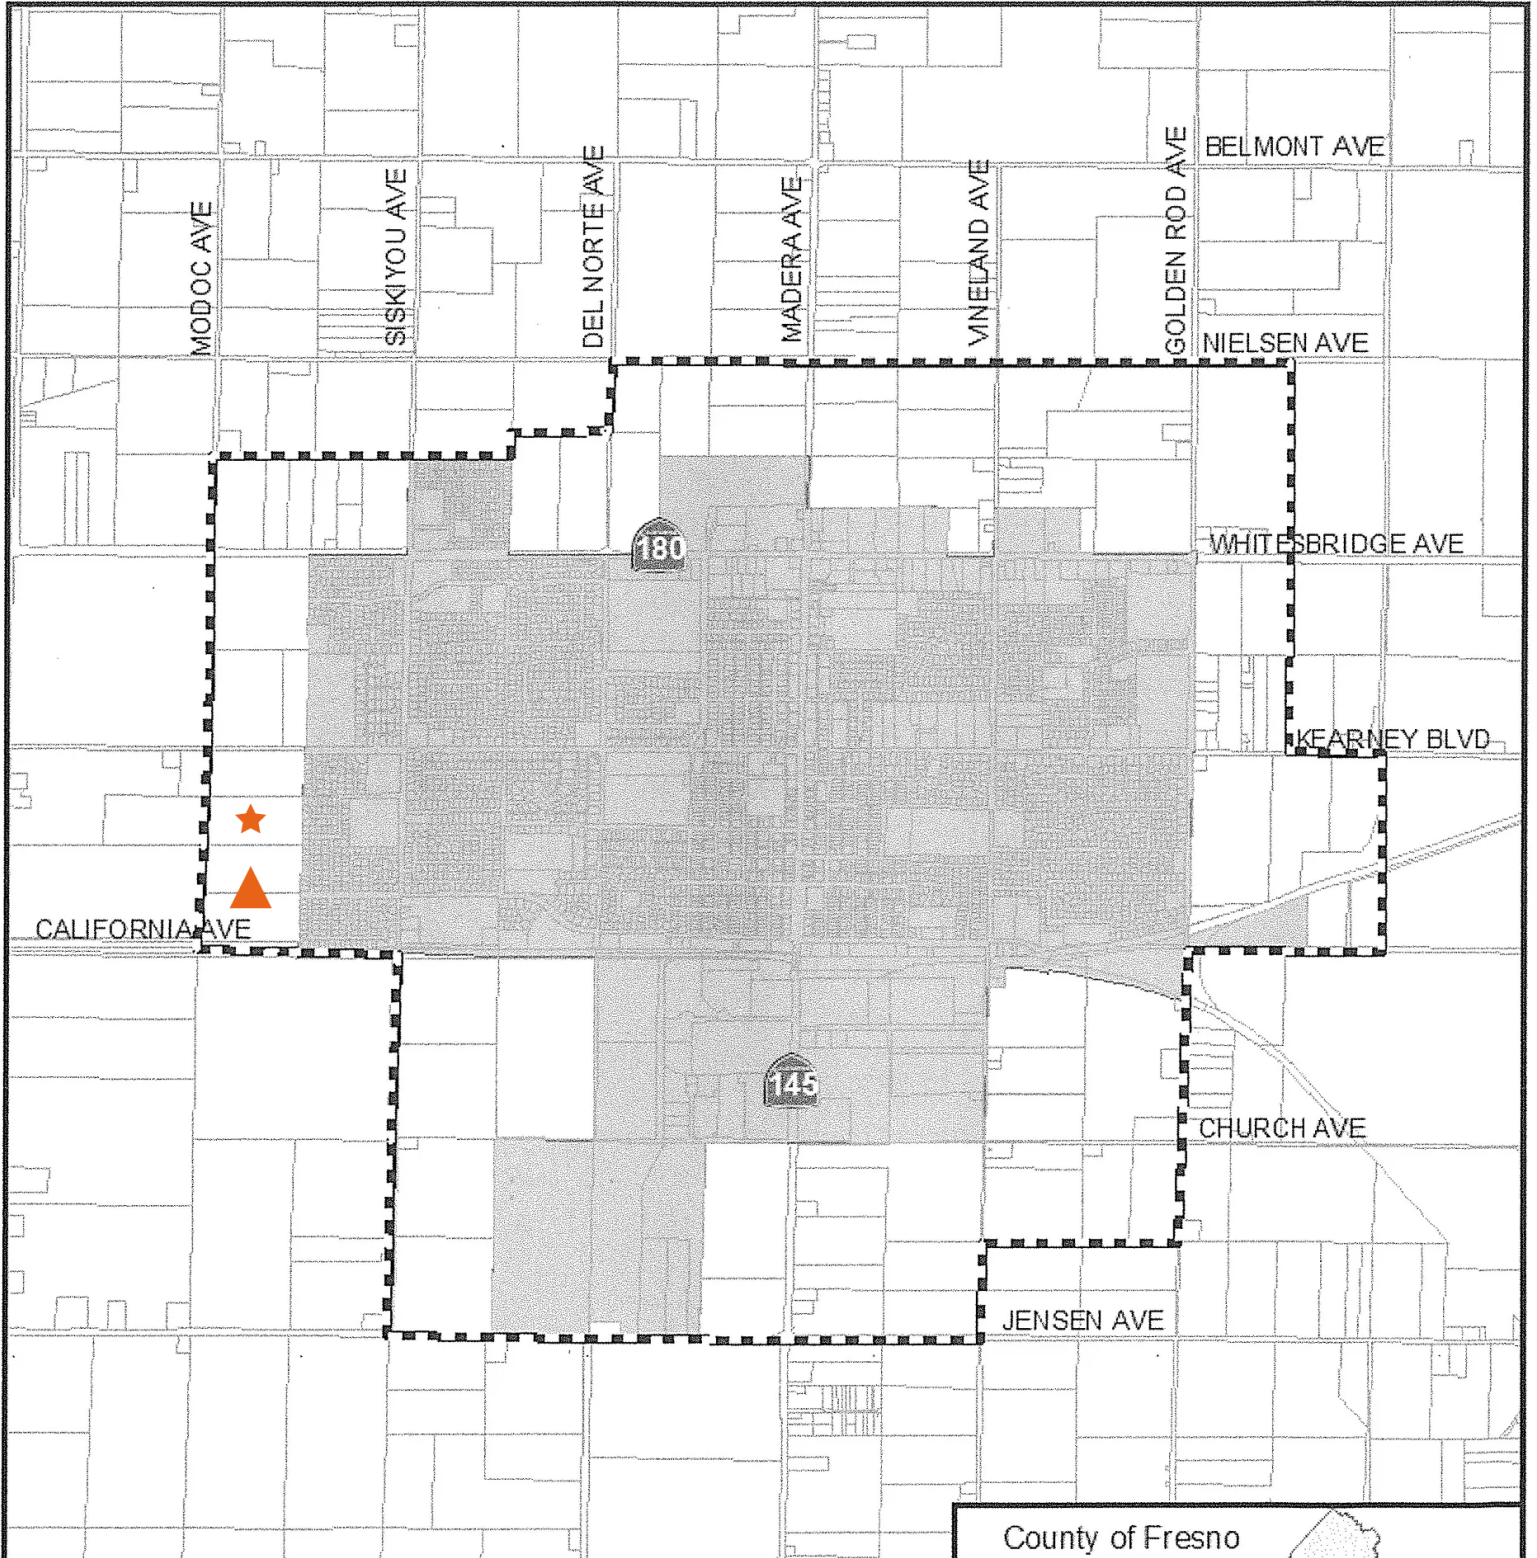 BELMONT AVE
MODOC AVE
SISKIYOU AVE
DEL NORTE AVE
MADERA AVE
VINELAND AVE
GOLDEN ROD AVE
NIELSEN AVE
180
WHITESBRIDGE AVE
KEARNEY BLVD
CALIFORNIA AVE
145
CHURCH AVE
JENSEN AVE
County of Fresno